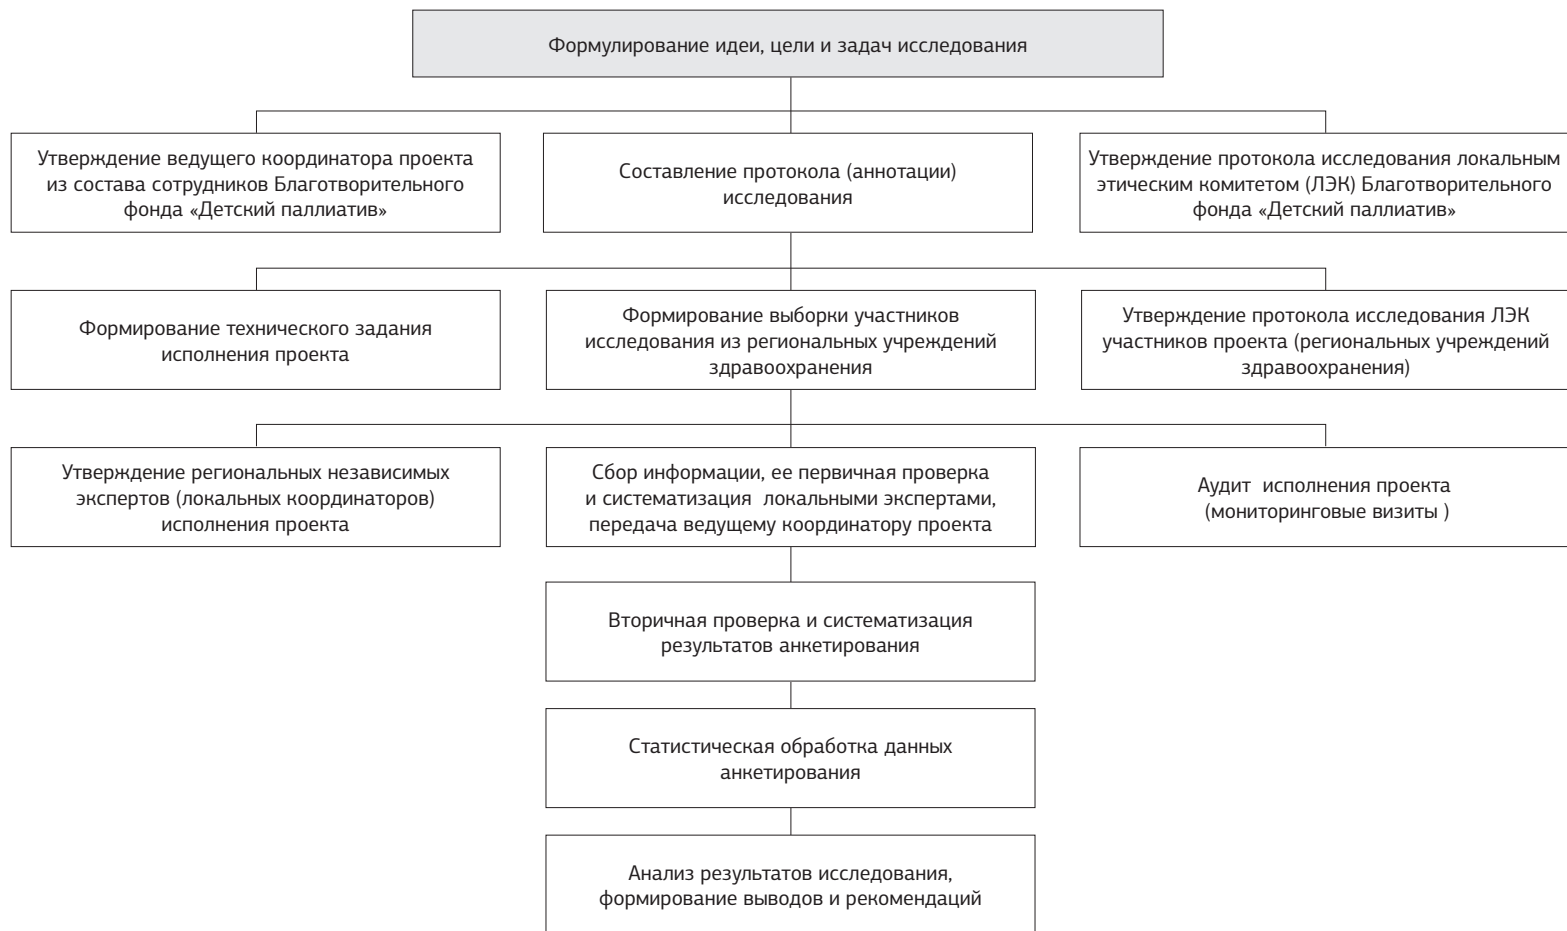 Формулирование идеи, цели и задач исследования
Утверждение ведущего координатора проекта
из состава сотрудников Благотворительного
фонда «Детский паллиатив»
Составление протокола (аннотации)
исследования
Утверждение протокола исследования локальным
этическим комитетом (ЛЭК) Благотворительного
фонда «Детский паллиатив»
Формирование технического задания
исполнения проекта
Формирование выборки участников
исследования из региональных учреждений
здравоохранения
Утверждение протокола исследования ЛЭК
участников проекта (региональных учреждений
здравоохранения)
Утверждение региональных независимых
экспертов (локальных координаторов)
исполнения проекта
Сбор информации, ее первичная проверка
и систематизация локальными экспертами,
передача ведущему координатору проекта
Аудит исполнения проекта
(мониторинговые визиты )
Вторичная проверка и систематизация
результатов анкетирования
Статистическая обработка данных
анкетирования
Анализ результатов исследования,
формирование выводов и рекомендаций